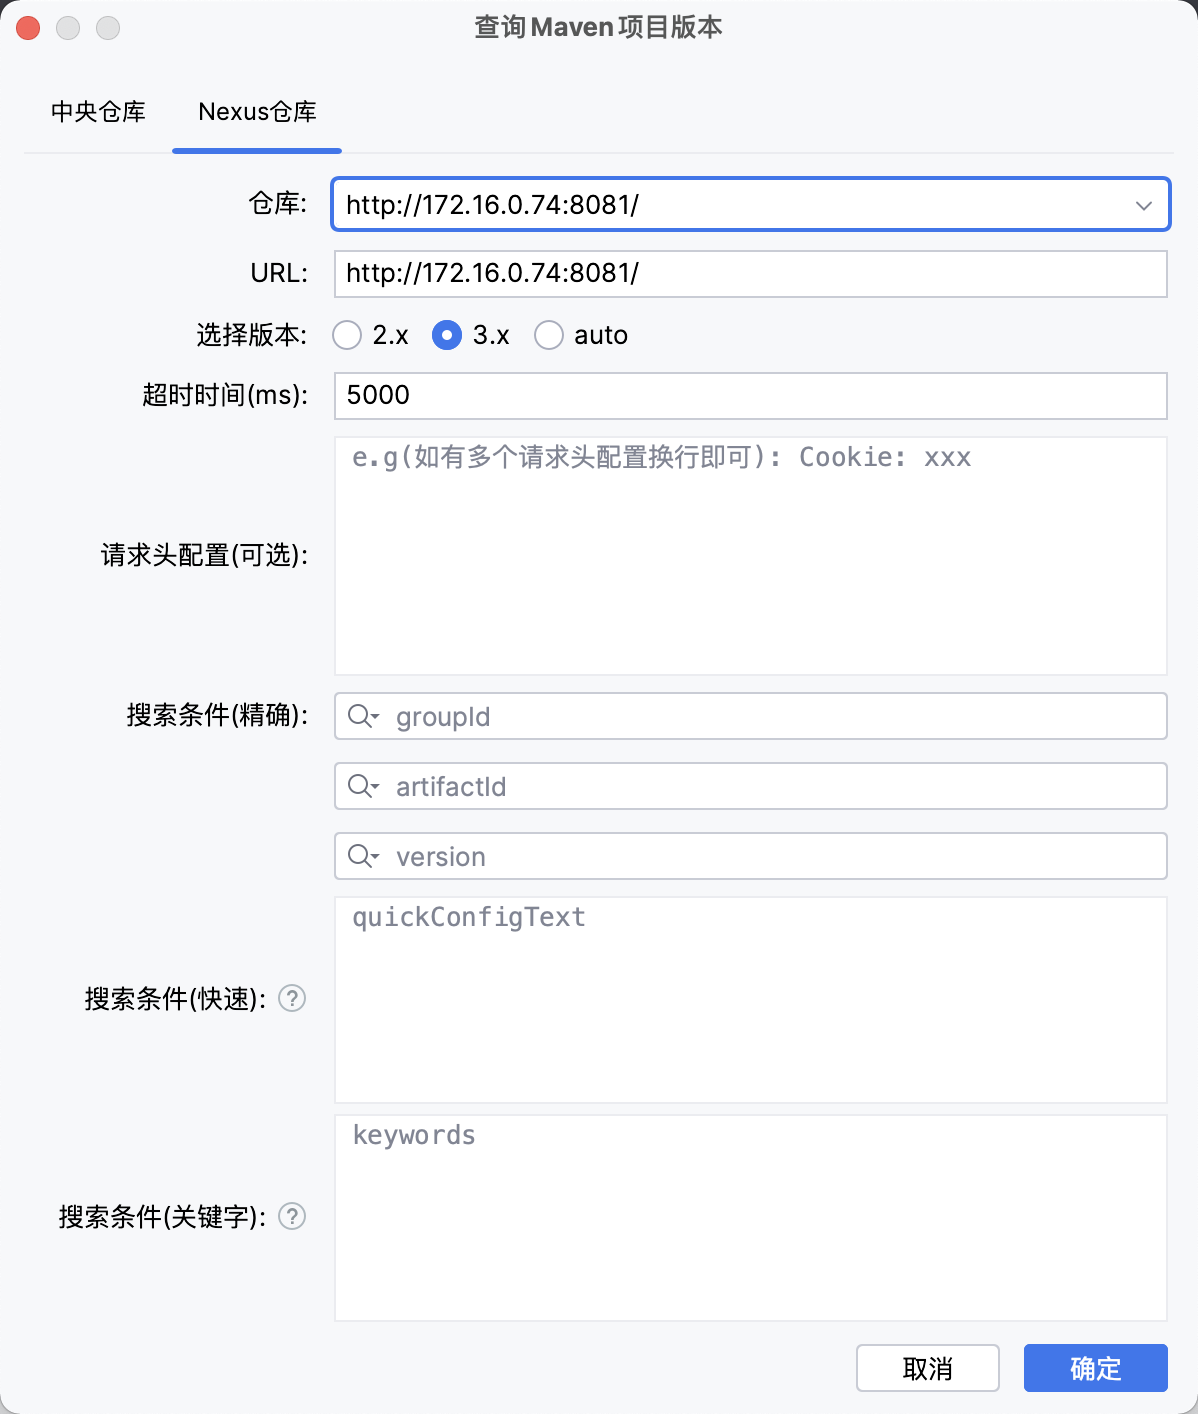 查询Maven项目版本
中央仓库 Nexus仓库
仓库: http://172.16.0.74:8081/
URL: http://172.16.0.74:8081/
选择版本: 2.x 3.x auto
超时时间(ms): 5000
e.g(如有多个请求头配置换行即可): Cookie: xxx
请求头配置(可选):
搜索条件(精确): groupId
artifactId
version
quickConfigText
搜索条件(快速): ?
keywords
搜索条件(关键字): ?
取消 确定